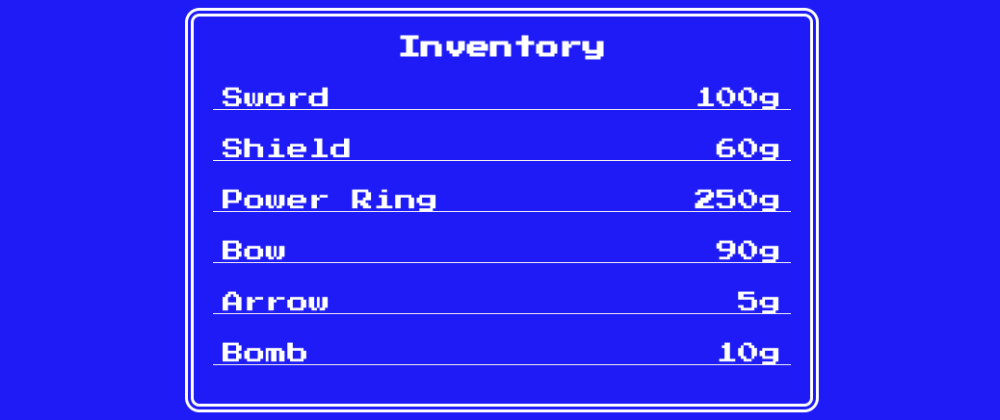 Inventory
Sword 100g
Shield 60g
Power Ring 250g
Bow 90g
Arrow 5g
Bomb 10g